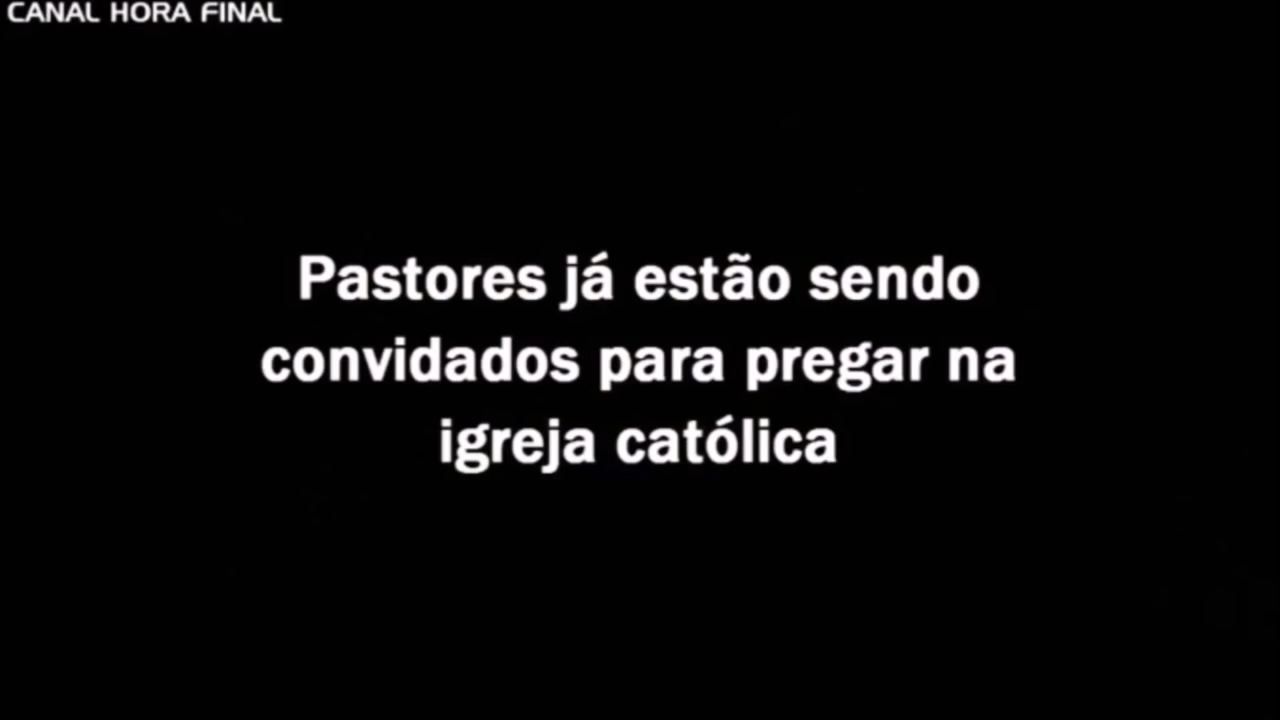 CANAL HORA FINAL
Pastores já estão sendo
convidados para pregar na
igreja católica